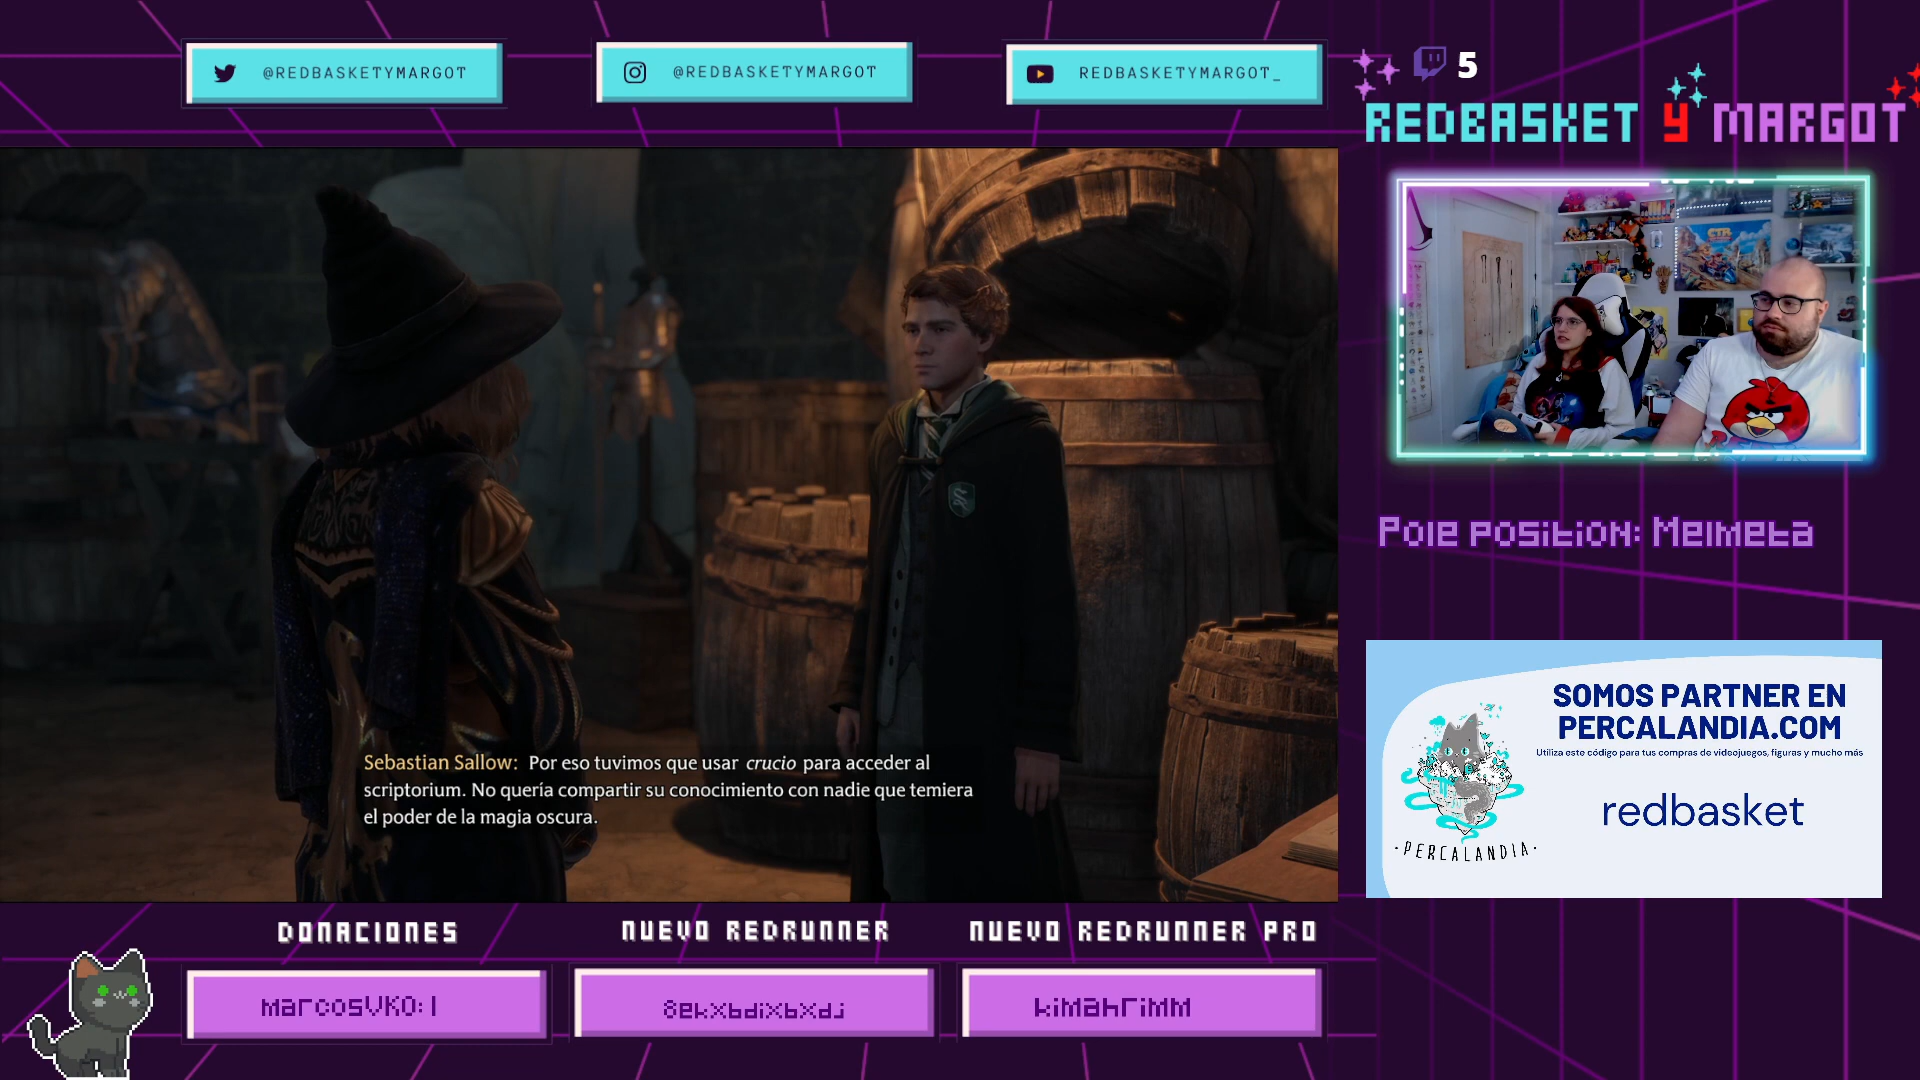 @REDBASKETYMARGOT
@REDBASKETYMARGOT
REDBASKETYMARGOT_
5
REDBASKET Y MARGOT
Pole position: Melmeta
Sebastian Sallow: Por eso tuvimos que usar crucio para acceder al
scriptorium. No quería compartir su conocimiento con nadie que temiera
el poder de la magia oscura.
SOMOS PARTNER EN
PERCALANDIA.COM
Utiliza este código para tus compras de videojuegos, figuras y mucho más
redbasket
·PERCALANDIA·
DONACIONES
NUEVO REDRUNNER
NUEVO REDRUNNER PRO
marcosVKO: 1
8ekxbdixbxdj
kimahrimm